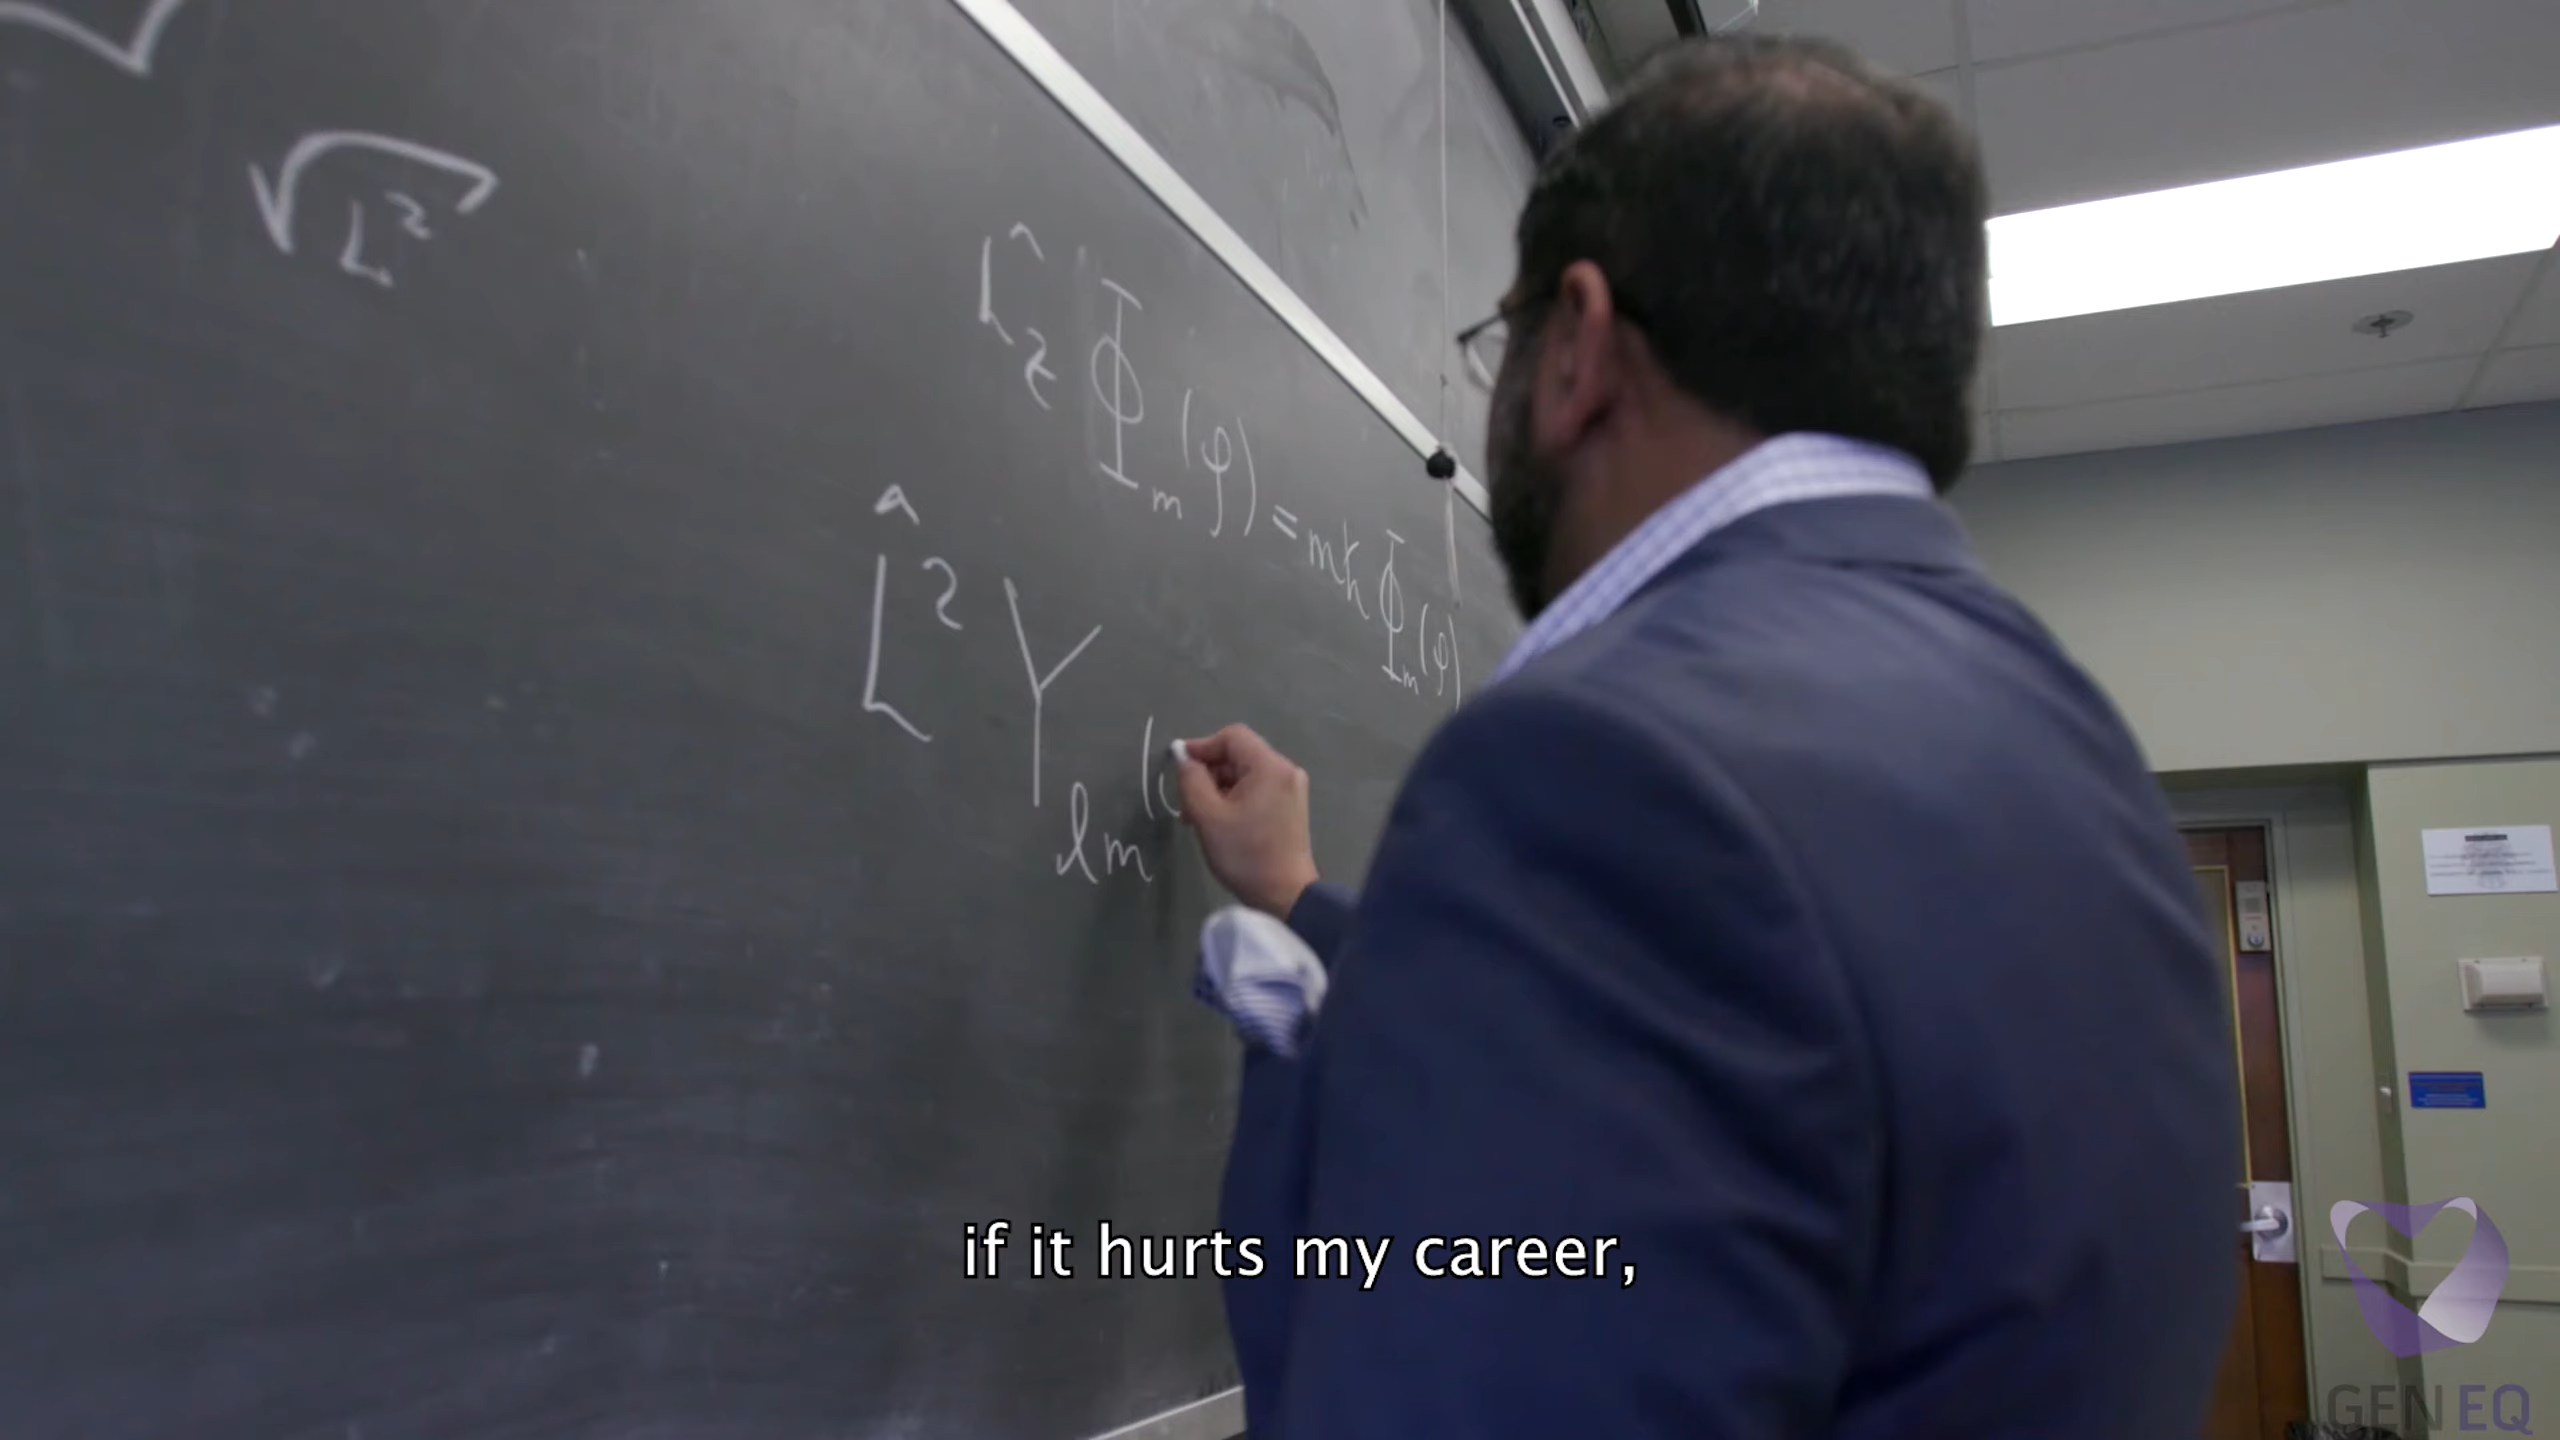 √L²
L̂z Φm(φ) = mħ Φm(φ)
L̂² Yℓm(
if it hurts my career,
GEN EQ